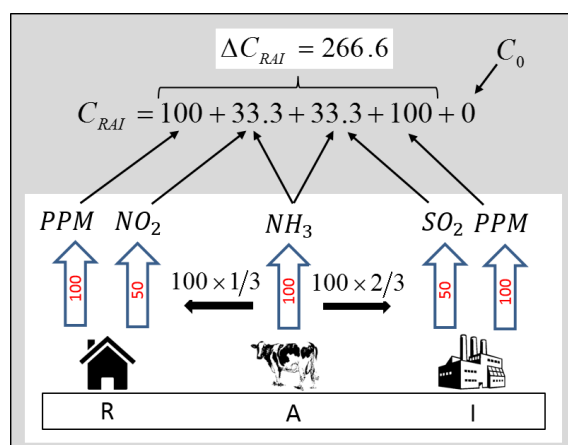 ΔC_RAI = 266.6
C_0
C_RAI = 100 + 33.3 + 33.3 + 100 + 0
PPM NO₂ NH₃ SO₂ PPM
100 50 100 × 1/3 100 100 × 2/3 50 100
R A I